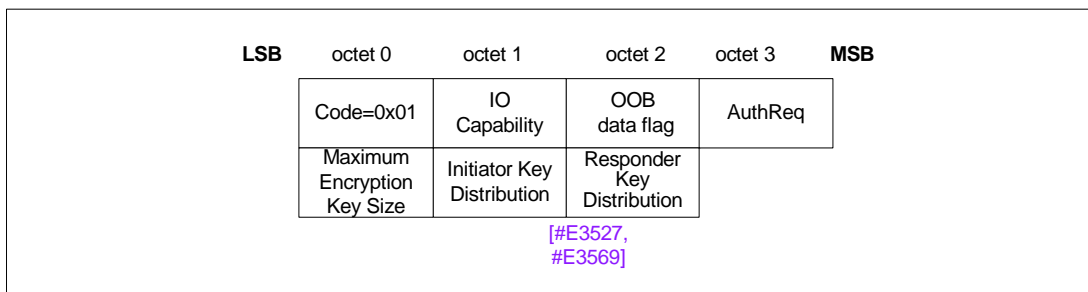 LSB octet 0 octet 1 octet 2 octet 3 MSB
Code=0x01 IO Capability OOB data flag AuthReq
Maximum Encryption Key Size Initiator Key Distribution Responder Key Distribution
[#E3527,
#E3569]